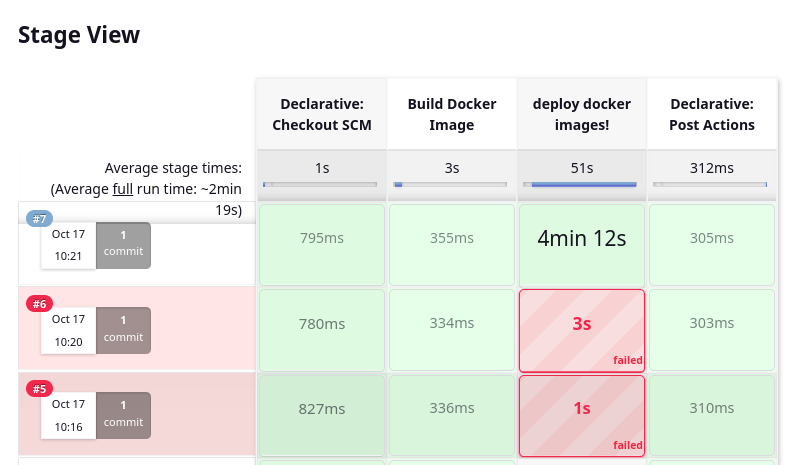 Stage View
Declarative:
Checkout SCM
Build Docker
Image
deploy docker
images!
Declarative:
Post Actions
Average stage times:
(Average full run time: ~2min
19s)
1s
3s
51s
312ms
#7
Oct 17
10:21
1
commit
795ms
355ms
4min 12s
305ms
#6
Oct 17
10:20
1
commit
780ms
334ms
3s
failed
303ms
#5
Oct 17
10:16
1
commit
827ms
336ms
1s
failed
310ms